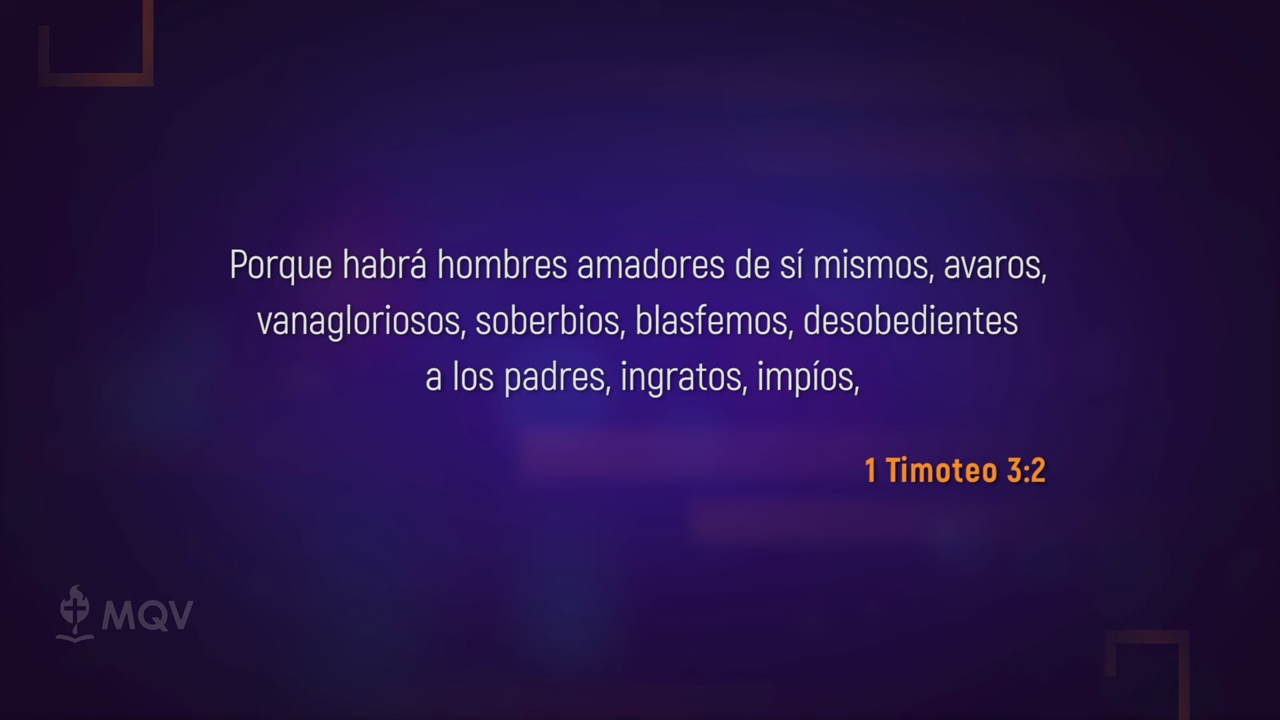 Porque habrá hombres amadores de sí mismos, avaros,
vanagloriosos, soberbios, blasfemos, desobedientes
a los padres, ingratos, impíos,
1 Timoteo 3:2
MQV